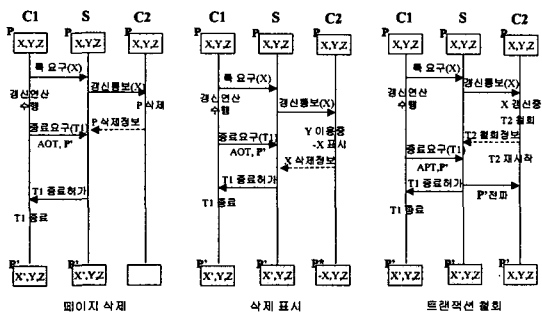 C1 S C2
P X,Y,Z P X,Y,Z P X,Y,Z
록 요구(X)
갱신통보(X)
갱신연산
수행
P 삭제
P 삭제정보
종료요구(T1)
AOT, P'
T1 종료허가
T1 종료
P' X',Y,Z P' X',Y,Z
페이지 삭제
C1 S C2
P X,Y,Z P X,Y,Z P X,Y,Z
록 요구(X)
갱신연산
수행
갱신통보(X)
Y 이용중
-X 표시
종료요구(T1)
AOT, P'
X 삭제정보
T1 종료허가
T1 종료
P' X',Y,Z P' X',Y,Z P" -X,Y,Z
삭제 표시
C1 S C2
P X,Y,Z P X,Y,Z P X,Y,Z
록 요구(X)
갱신통보(X)
갱신연산
수행
X 갱신중
T2 철회
T2 철회정보
종료요구(T1)
APT, P'
T2 재시작
T1 종료허가
P'전파
T1 종료
P' X',Y,Z P' X',Y,Z P' X,Y,Z
트랜잭션 철회